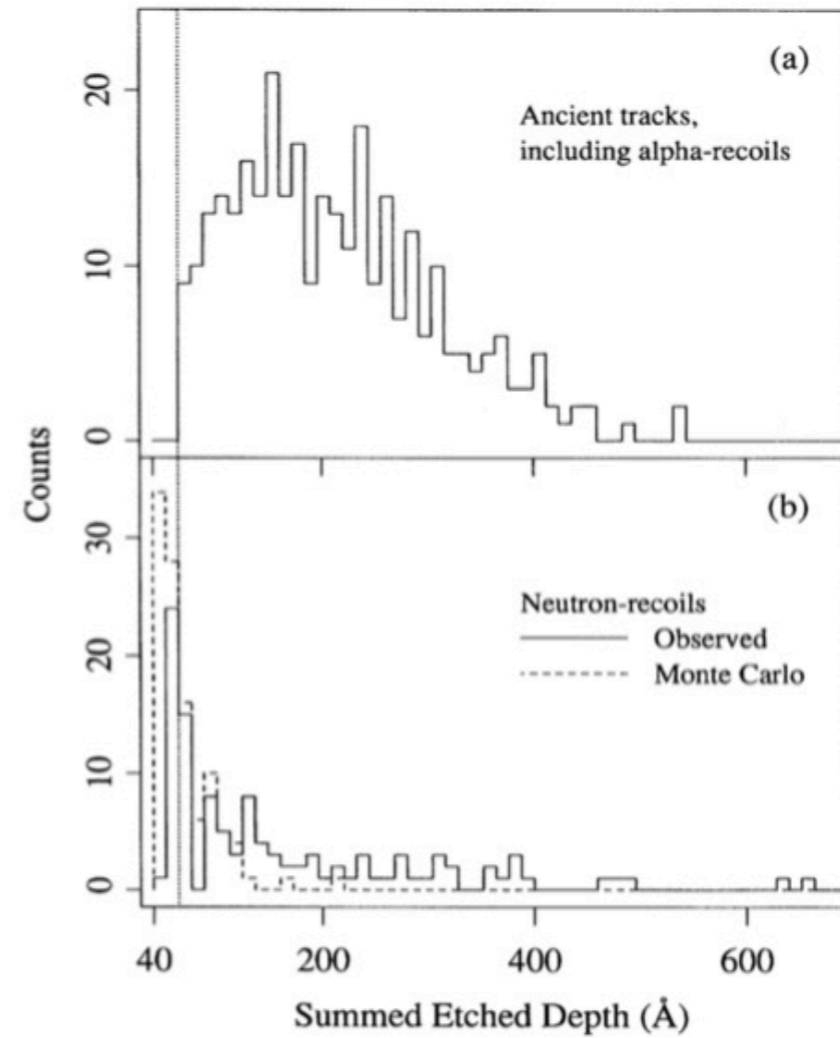 (a)
Ancient tracks,
including alpha-recoils
20
10
0
Counts
(b)
Neutron-recoils
Observed
Monte Carlo
30
20
10
0
40 200 400 600
Summed Etched Depth (Å)